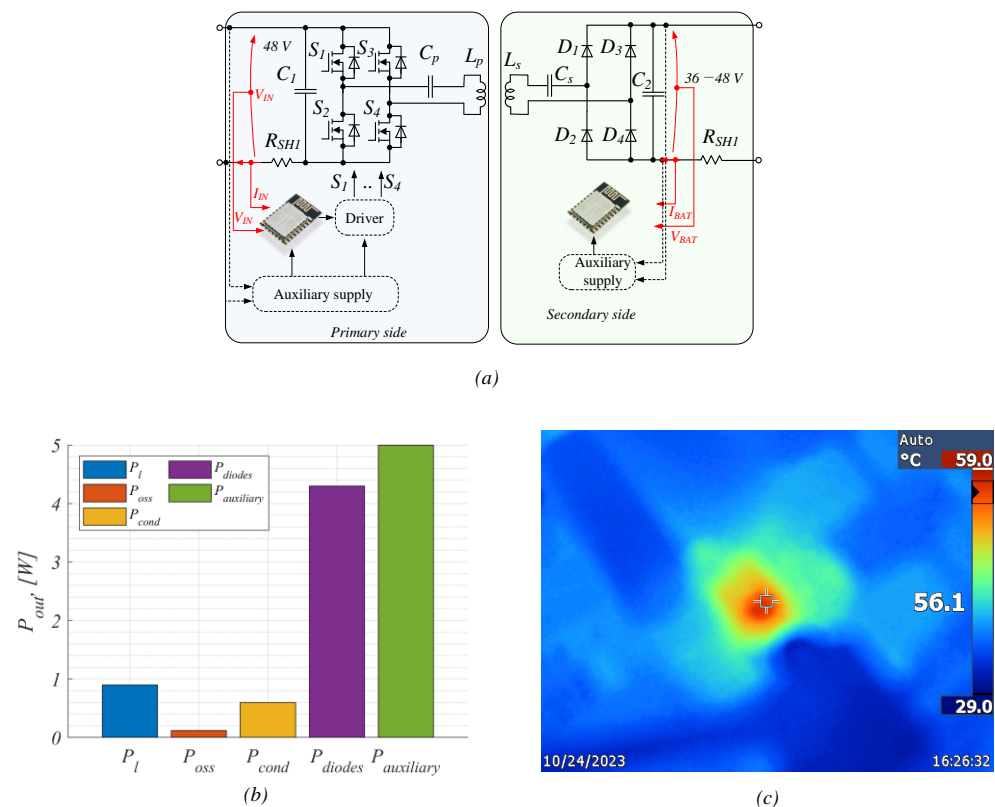 48 V
S1
S3
Cp
Lp
C1
VIN
S2
S4
RSH1
S1 .. S4
IIN
VIN
Driver
Auxiliary supply
Primary side
Ls
Cs
D1
D3
C2
36 – 48 V
D2
D4
RSH1
IBAT
VBAT
Auxiliary
supply
Secondary side
(a)
5
4
3
2
1
0
Pout, [W]
Pl
Poss
Pcond
Pdiodes
Pauxiliary
Pl Poss Pcond Pdiodes Pauxiliary
(b)
Auto
°C 59.0
56.1
29.0
10/24/2023 16:26:32
(c)